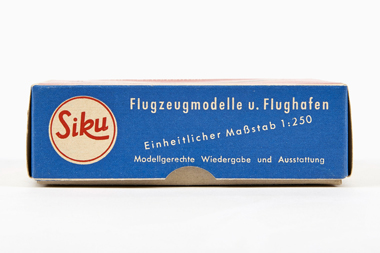 Siku
Flugzeugmodelle u. Flughafen
Einheitlicher Maßstab 1:250
Modellgerechte Wiedergabe und Ausstattung